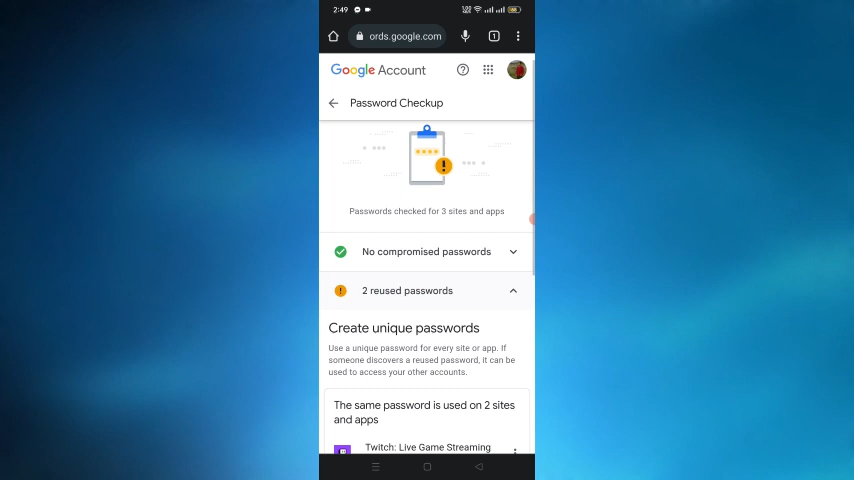 2:49
ords.google.com
1
Google Account
Password Checkup
Passwords checked for 3 sites and apps
No compromised passwords
2 reused passwords
Create unique passwords
Use a unique password for every site or app. If
someone discovers a reused password, it can be
used to access your other accounts.
The same password is used on 2 sites
and apps
Twitch: Live Game Streaming